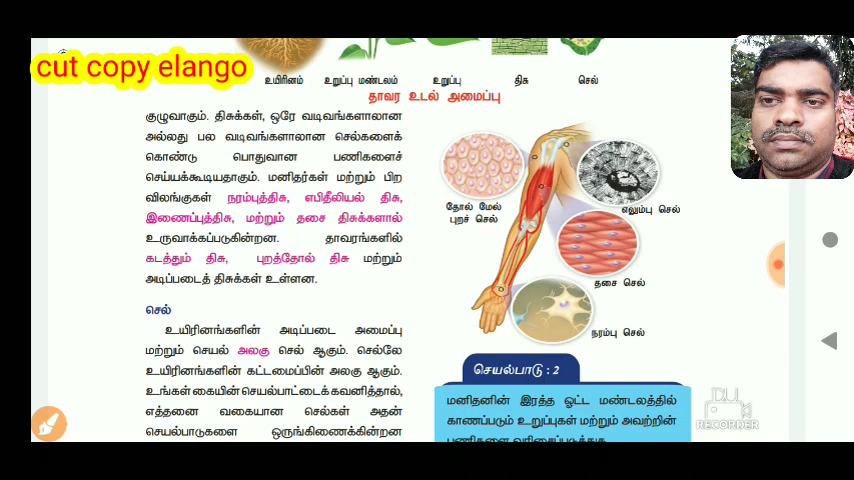 cut copy elango
உயிரினம் உறுப்பு மண்டலம் உறுப்பு திசு செல்
தாவர உடல் அமைப்பு
குழுவாகும். திசுக்கள், ஒரே வடிவங்களாலான
அல்லது பல வடிவங்களாலான செல்களைக்
கொண்டு பொதுவான பணிகளைச்
செய்யக்கூடியதாகும். மனிதர்கள் மற்றும் பிற
விலங்குகள் நரம்புத்திசு, எபிதீலியல் திசு,
இணைப்புத்திசு, மற்றும் தசை திசுக்களால்
உருவாக்கப்படுகின்றன. தாவரங்களில்
கடத்தும் திசு, புறத்தோல் திசு மற்றும்
அடிப்படைத் திசுக்கள் உள்ளன.
செல்
உயிரினங்களின் அடிப்படை அமைப்பு
மற்றும் செயல் அலகு செல் ஆகும். செல்லே
உயிரினங்களின் கட்டமைப்பின் அலகு ஆகும்.
உங்கள் கையின் செயல்பாட்டைக் கவனித்தால்,
எத்தனை வகையான செல்கள் அதன்
செயல்பாடுகளை ஒருங்கிணைக்கின்றன
தோல் மேல்
புறச் செல்
எலும்பு செல்
தசை செல்
நரம்பு செல்
செயல்பாடு : 2
மனிதனின் இரத்த ஓட்ட மண்டலத்தில்
காணப்படும் உறுப்புகள் மற்றும் அவற்றின்
பணிகளை வரிசைப்படுத்துக.
DU
RECORDER